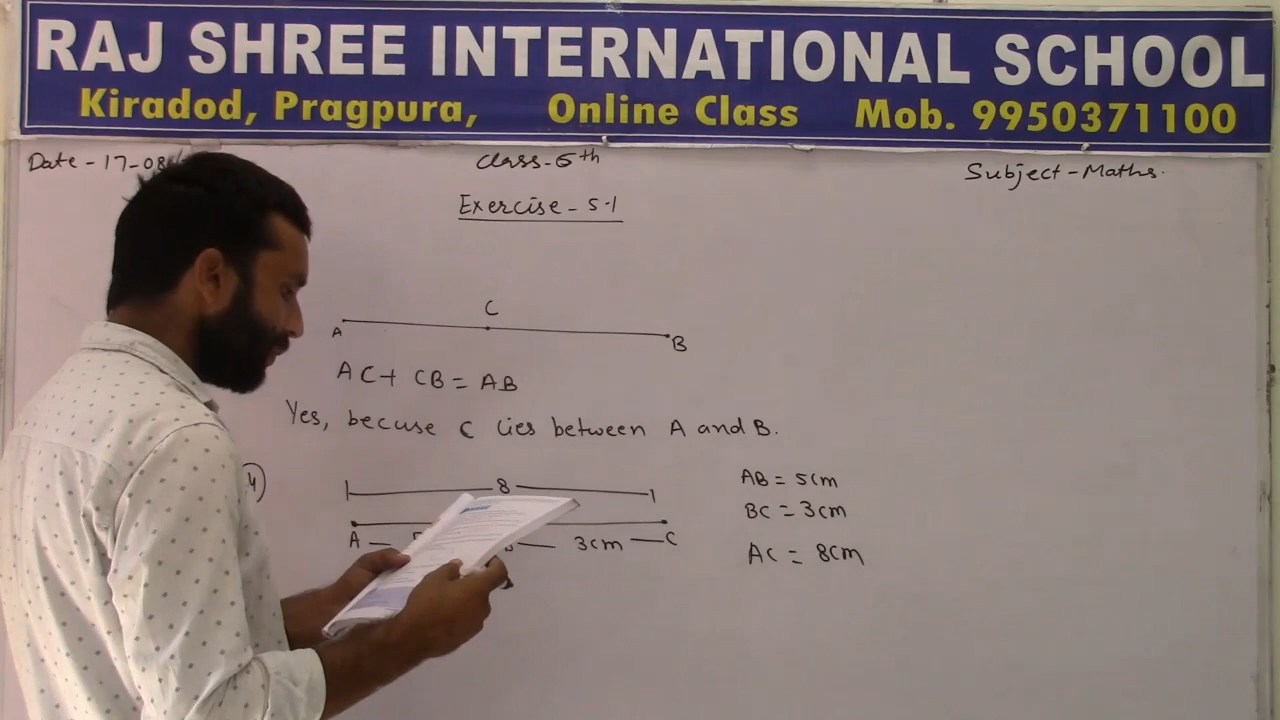 RAJ SHREE INTERNATIONAL SCHOOL
Kiradod, Pragpura, Online Class Mob. 9950371100
Date - 17-08
Class - 6th
Subject - Maths.
Exercise - 5.1
C
A
B
AC + CB = AB
Yes, becuse C lies between A and B.
4)
8
AB = 5cm
BC = 3cm
A
3cm
C
AC = 8cm